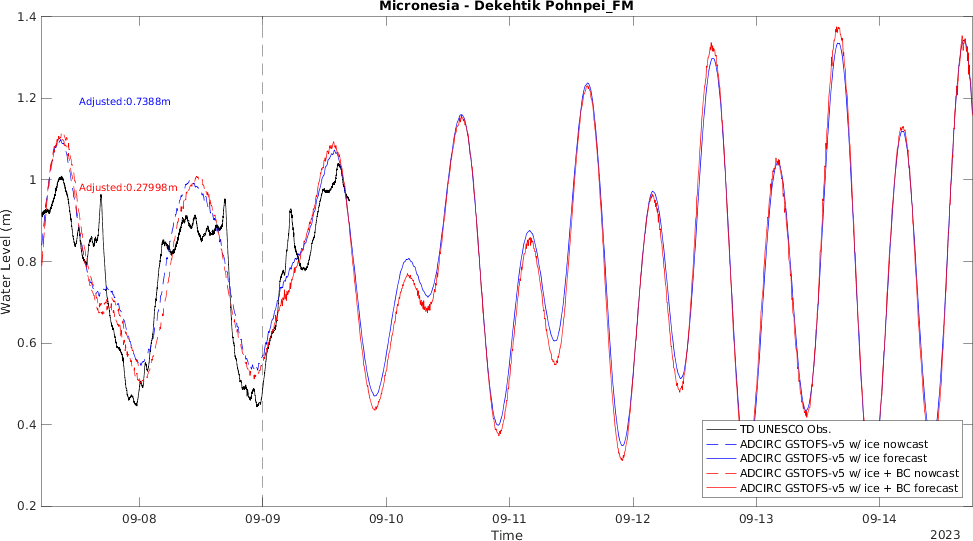 Micronesia - Dekehtik Pohnpei_FM
1.4
1.2
1
0.8
0.6
0.4
0.2
Water Level (m)
Adjusted:0.7388m
Adjusted:0.27998m
TD UNESCO Obs.
ADCIRC GSTOFS-v5 w/ ice nowcast
ADCIRC GSTOFS-v5 w/ ice forecast
ADCIRC GSTOFS-v5 w/ ice + BC nowcast
ADCIRC GSTOFS-v5 w/ ice + BC forecast
09-08 09-09 09-10 09-11 09-12 09-13 09-14
Time
2023